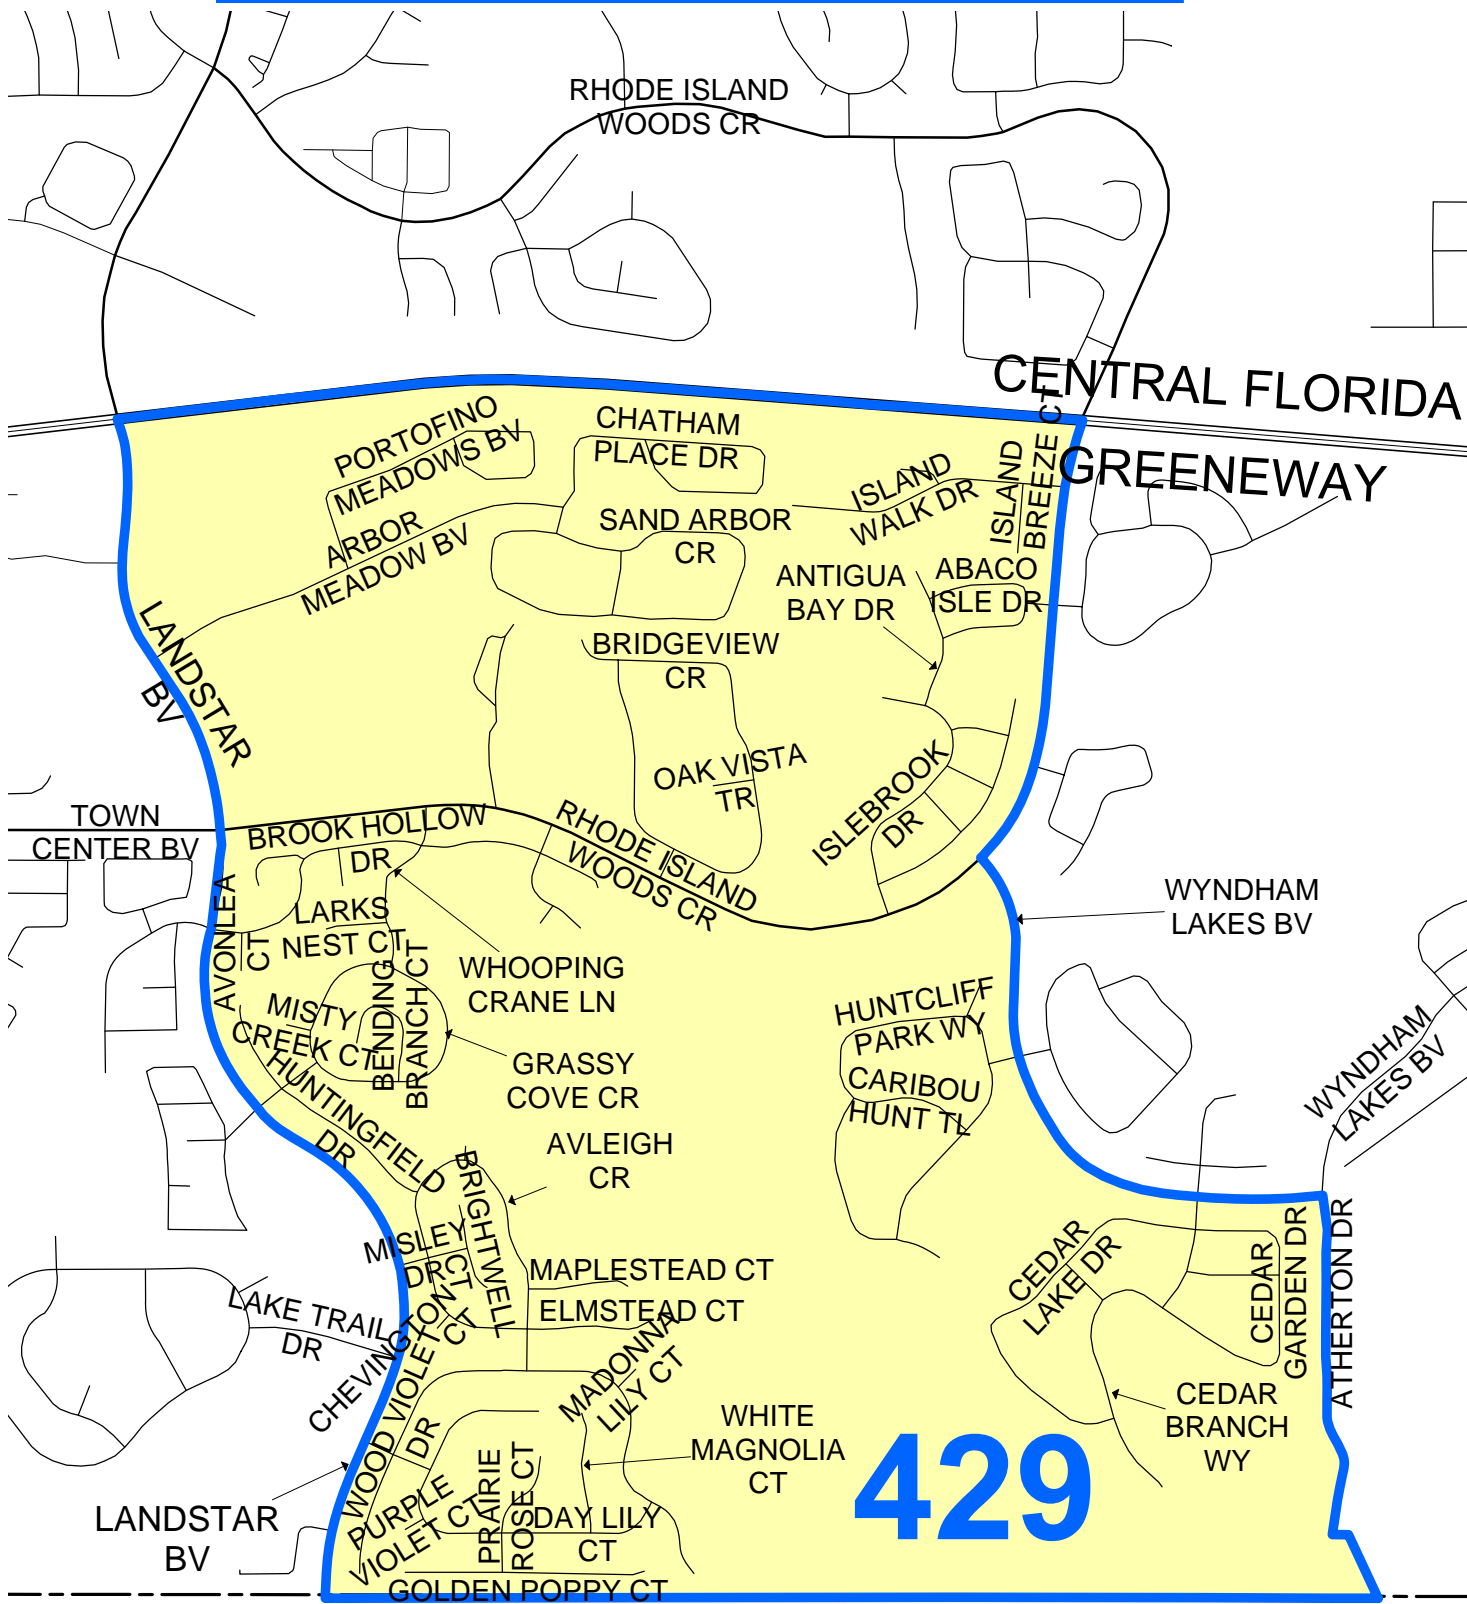 RHODE ISLAND
WOODS CR
CENTRAL FLORIDA
GREENEWAY
PORTOFINO
MEADOWS BV
CHATHAM
PLACE DR
ISLAND
WALK DR
ISLAND
BREEZE CT
ARBOR
MEADOW BV
SAND ARBOR
CR
ANTIGUA
BAY DR
ABACO
ISLE DR
LANDSTAR
BV
BRIDGEVIEW
CR
OAK VISTA
TR
ISLEBROOK
DR
TOWN
CENTER BV
BROOK HOLLOW
DR
RHODE ISLAND
WOODS CR
WYNDHAM
LAKES BV
AVONLEA
CT
LARKS
NEST CT
BENDING
BRANCH CT
WHOOPING
CRANE LN
MISTY
CREEK CT
HUNTCLIFF
PARK WY
WYNDHAM
LAKES BV
GRASSY
COVE CR
CARIBOU
HUNT TL
HUNTINGFIELD
DR
AVLEIGH
CR
BRIGHTWELL
CT
MISLEY
DR
MAPLESTEAD CT
ELMSTEAD CT
CEDAR
LAKE DR
CEDAR
GARDEN DR
ATHERTON DR
LAKE TRAIL
DR
CHEVINGTON
CT
WOOD VIOLET
DR
MADONNA
LILY CT
WHITE
MAGNOLIA
CT
CEDAR
BRANCH
WY
429
LANDSTAR
BV
PURPLE
VIOLET CT
PRAIRIE
ROSE CT
DAY LILY
CT
GOLDEN POPPY CT